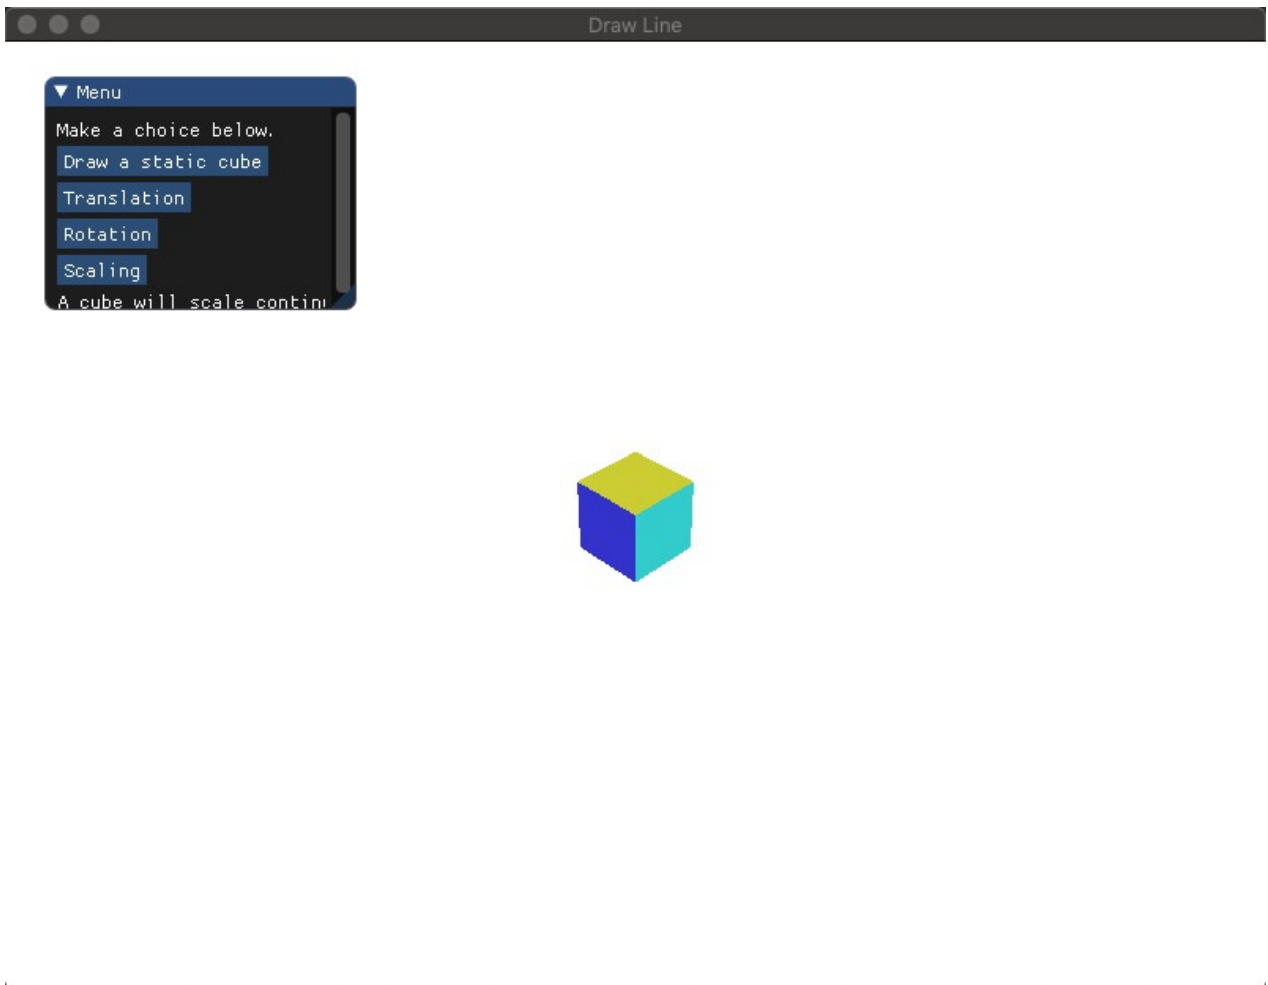 Draw Line
Menu
Make a choice below.
Draw a static cube
Translation
Rotation
Scaling
A cube will scale